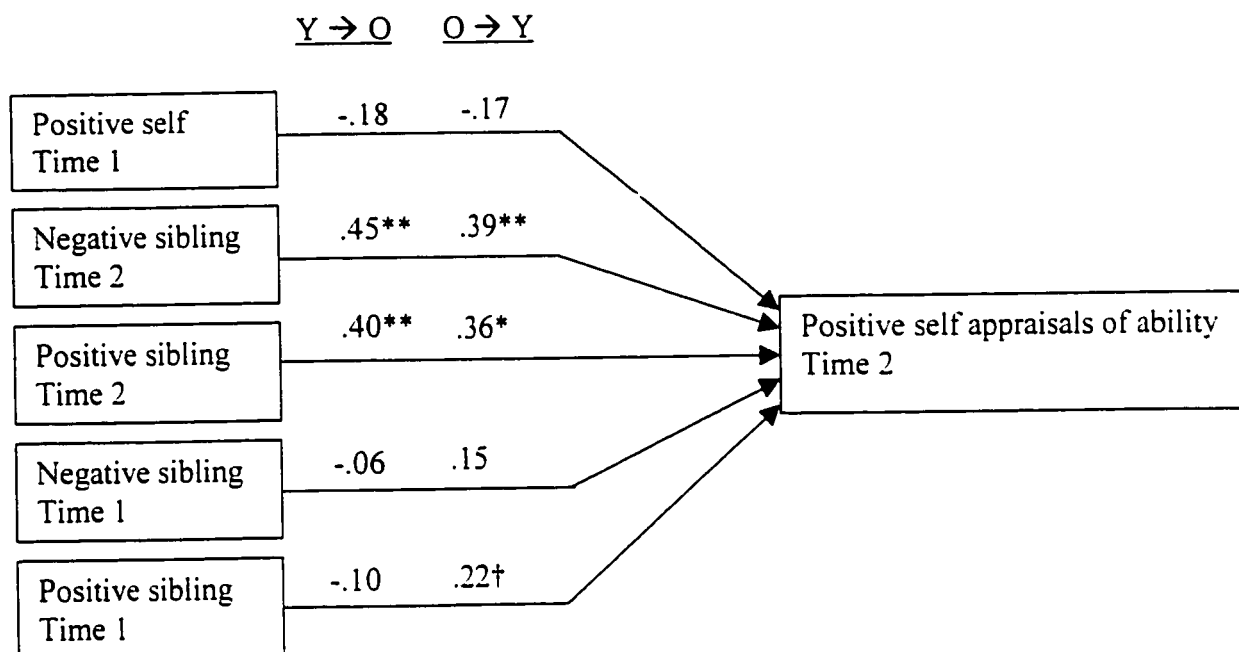 Y → O O → Y
Positive self
Time 1
-.18 -.17
Negative sibling
Time 2
.45** .39**
Positive sibling
Time 2
.40** .36*
Negative sibling
Time 1
-.06 .15
Positive sibling
Time 1
-.10 .22†
Positive self appraisals of ability
Time 2